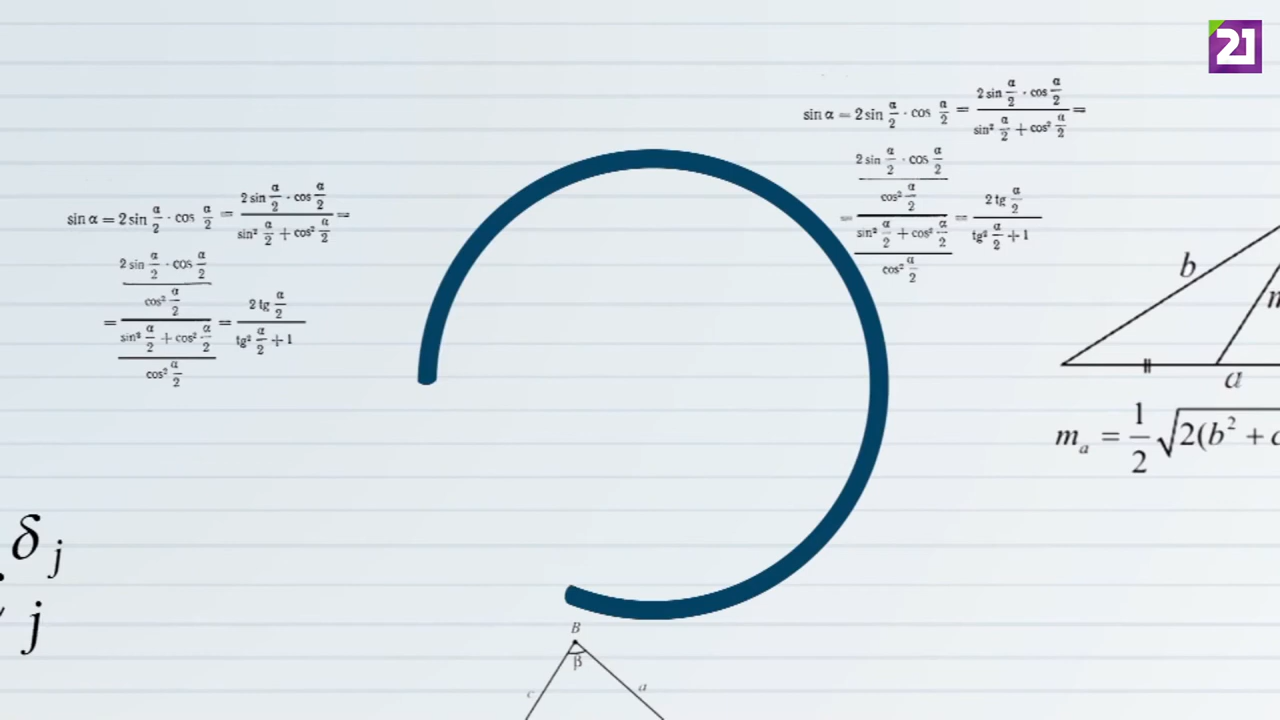 21
sin α = 2 sin α/2 · cos α/2 = (2 sin α/2 · cos α/2)/(sin² α/2 + cos² α/2) =
= ((2 sin α/2 · cos α/2)/(cos² α/2))/((sin² α/2 + cos² α/2)/(cos² α/2)) = (2 tg α/2)/(tg² α/2 + 1)
sin α = 2 sin α/2 · cos α/2 = (2 sin α/2 · cos α/2)/(sin² α/2 + cos² α/2) =
= ((2 sin α/2 · cos α/2)/(cos² α/2))/((sin² α/2 + cos² α/2)/(cos² α/2)) = (2 tg α/2)/(tg² α/2 + 1)
b
a
mₐ = 1/2 √2(b² +
δ j
j
B
β
c
a